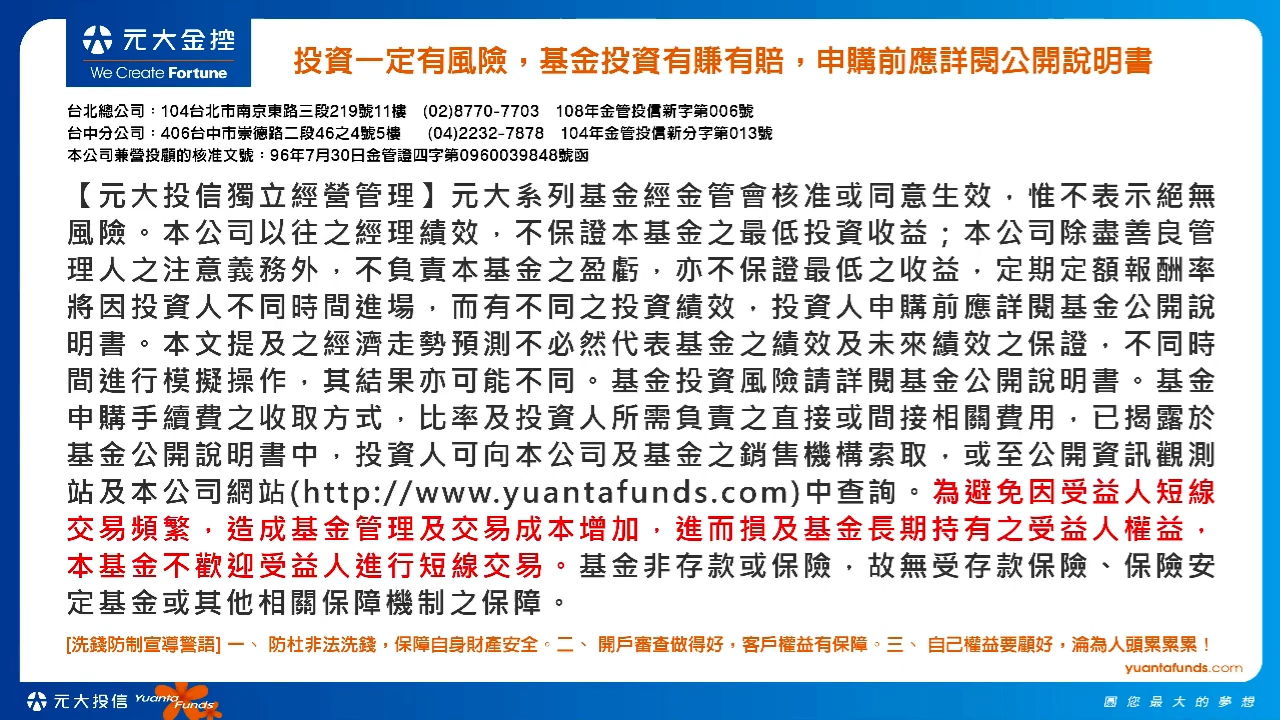 元大金控
We Create Fortune
投資一定有風險，基金投資有賺有賠，申購前應詳閱公開說明書
台北總公司：104台北市南京東路三段219號11樓 (02)8770-7703 108年金管投信新字第006號
台中分公司：406台中市崇德路二段46之4號5樓 (04)2232-7878 104年金管投信新分字第013號
本公司兼營投顧的核准文號：96年7月30日金管證四字第0960039848號函
【元大投信獨立經營管理】元大系列基金經金管會核准或同意生效，惟不表示絕無
風險。本公司以往之經理績效，不保證本基金之最低投資收益；本公司除盡善良管
理人之注意義務外，不負責本基金之盈虧，亦不保證最低之收益，定期定額報酬率
將因投資人不同時間進場，而有不同之投資績效，投資人申購前應詳閱基金公開說
明書。本文提及之經濟走勢預測不必然代表基金之績效及未來績效之保證，不同時
間進行模擬操作，其結果亦可能不同。基金投資風險請詳閱基金公開說明書。基金
申購手續費之收取方式，比率及投資人所需負責之直接或間接相關費用，已揭露於
基金公開說明書中，投資人可向本公司及基金之銷售機構索取，或至公開資訊觀測
站及本公司網站(http://www.yuantafunds.com)中查詢。為避免因受益人短線
交易頻繁，造成基金管理及交易成本增加，進而損及基金長期持有之受益人權益，
本基金不歡迎受益人進行短線交易。基金非存款或保險，故無受存款保險、保險安
定基金或其他相關保障機制之保障。
[洗錢防制宣導警語] 一、 防杜非法洗錢，保障自身財產安全。二、 開戶審查做得好，客戶權益有保障。三、 自己權益要顧好，淪為人頭累累累！
yuantafunds.com
元大投信 Yuanta Funds
圓您最大的夢想